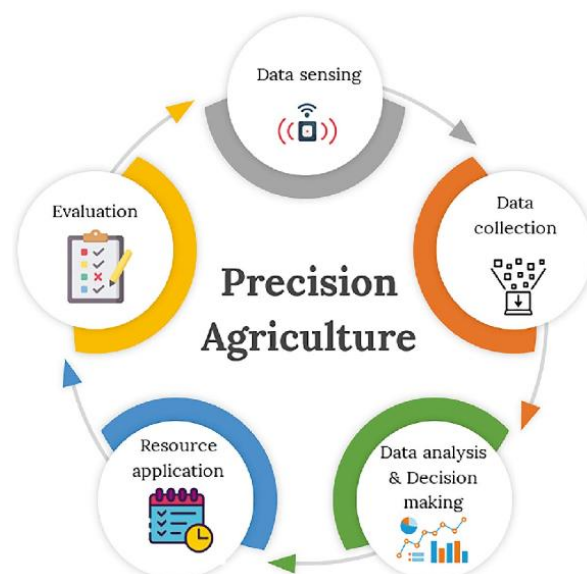 Data sensing
Data
collection
Data analysis
& Decision
making
Resource
application
Evaluation
Precision
Agriculture